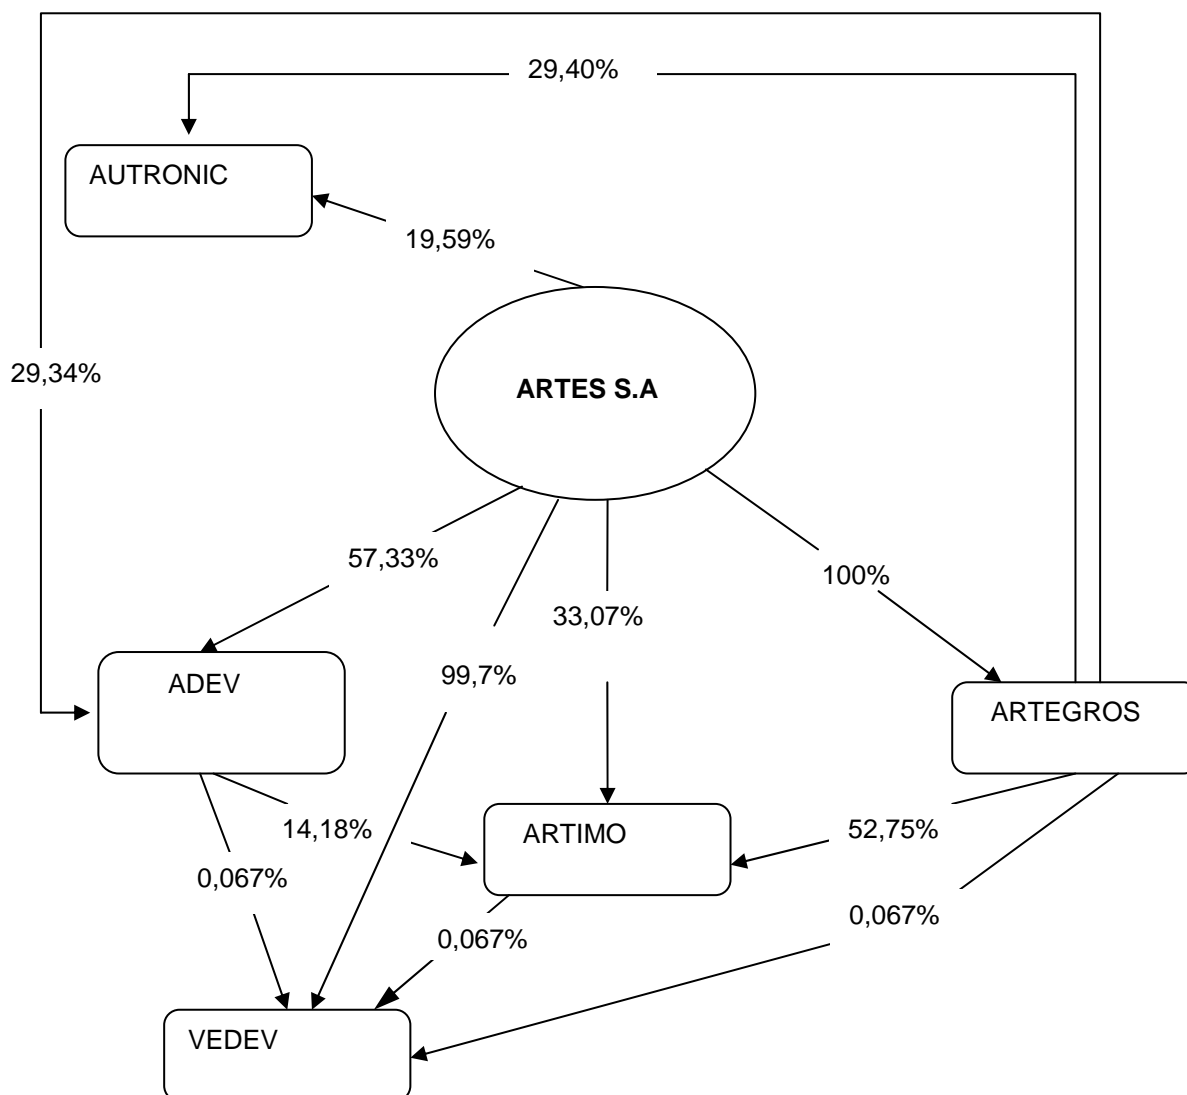 29,40%
AUTRONIC
19,59%
29,34%
ARTES S.A
57,33%
100%
33,07%
99,7%
ADEV
ARTEGROS
14,18%
ARTIMO
52,75%
0,067%
0,067%
0,067%
VEDEV